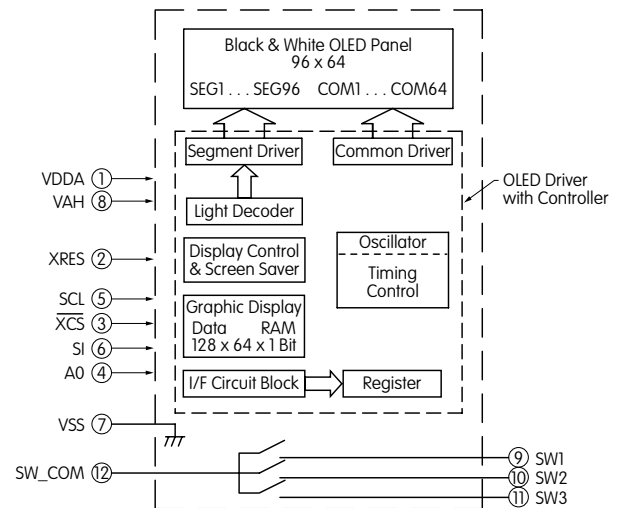 Black & White OLED Panel
96 x 64
SEG1 . . . SEG96 COM1 . . . COM64
Segment Driver
Common Driver
VDDA 1
VAH 8
OLED Driver
with Controller
Light Decoder
XRES 2
Display Control
& Screen Saver
Oscillator
Timing
Control
SCL 5
XCS 3
SI 6
A0 4
Graphic Display
Data RAM
128 x 64 x 1 Bit
I/F Circuit Block
Register
VSS 7
SW_COM 12
9 SW1
10 SW2
11 SW3